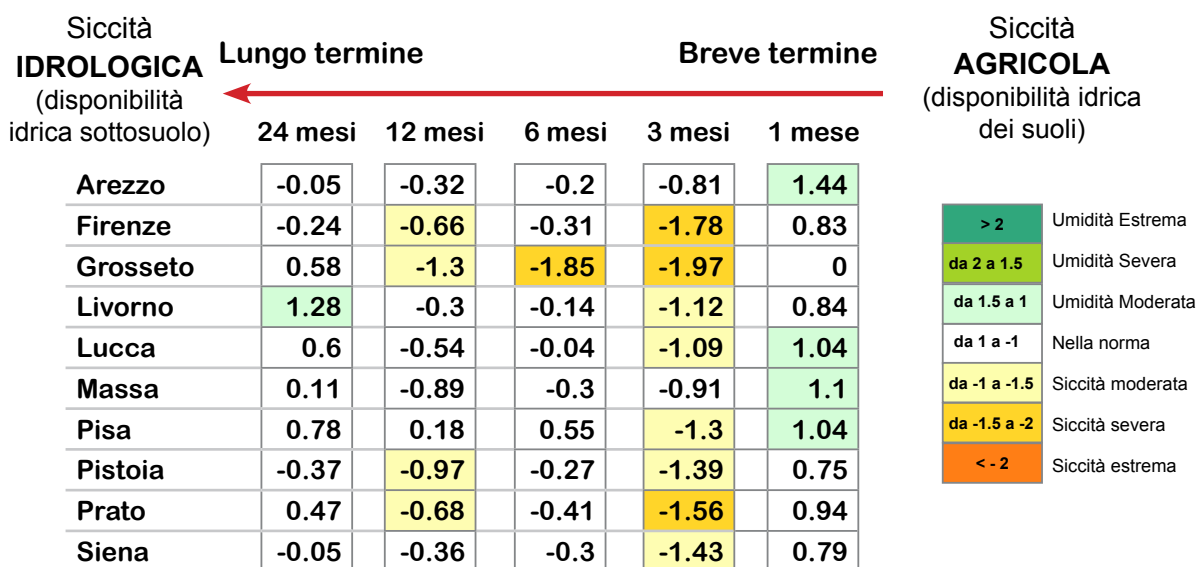 Siccità
IDROLOGICA
(disponibilità
idrica sottosuolo)
Lungo termine
Breve termine
Siccità
AGRICOLA
(disponibilità idrica
dei suoli)
24 mesi 12 mesi 6 mesi 3 mesi 1 mese
Arezzo -0.05 -0.32 -0.2 -0.81 1.44
Firenze -0.24 -0.66 -0.31 -1.78 0.83
Grosseto 0.58 -1.3 -1.85 -1.97 0
Livorno 1.28 -0.3 -0.14 -1.12 0.84
Lucca 0.6 -0.54 -0.04 -1.09 1.04
Massa 0.11 -0.89 -0.3 -0.91 1.1
Pisa 0.78 0.18 0.55 -1.3 1.04
Pistoia -0.37 -0.97 -0.27 -1.39 0.75
Prato 0.47 -0.68 -0.41 -1.56 0.94
Siena -0.05 -0.36 -0.3 -1.43 0.79
> 2 Umidità Estrema
da 2 a 1.5 Umidità Severa
da 1.5 a 1 Umidità Moderata
da 1 a -1 Nella norma
da -1 a -1.5 Siccità moderata
da -1.5 a -2 Siccità severa
< - 2 Siccità estrema